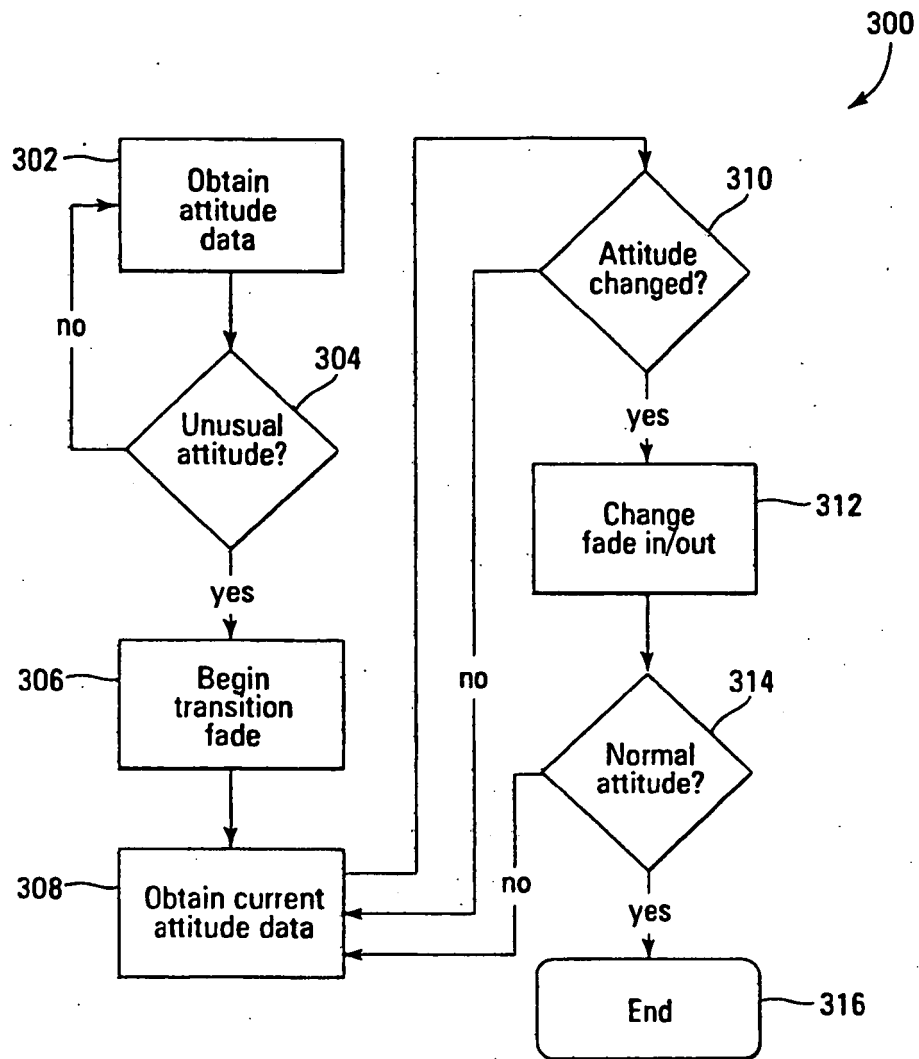 300
302
Obtain
attitude
data
no
304
Unusual
attitude?
yes
306
Begin
transition
fade
308
Obtain current
attitude data
310
Attitude
changed?
no
yes
312
Change
fade in/out
314
Normal
attitude?
no
yes
End
316